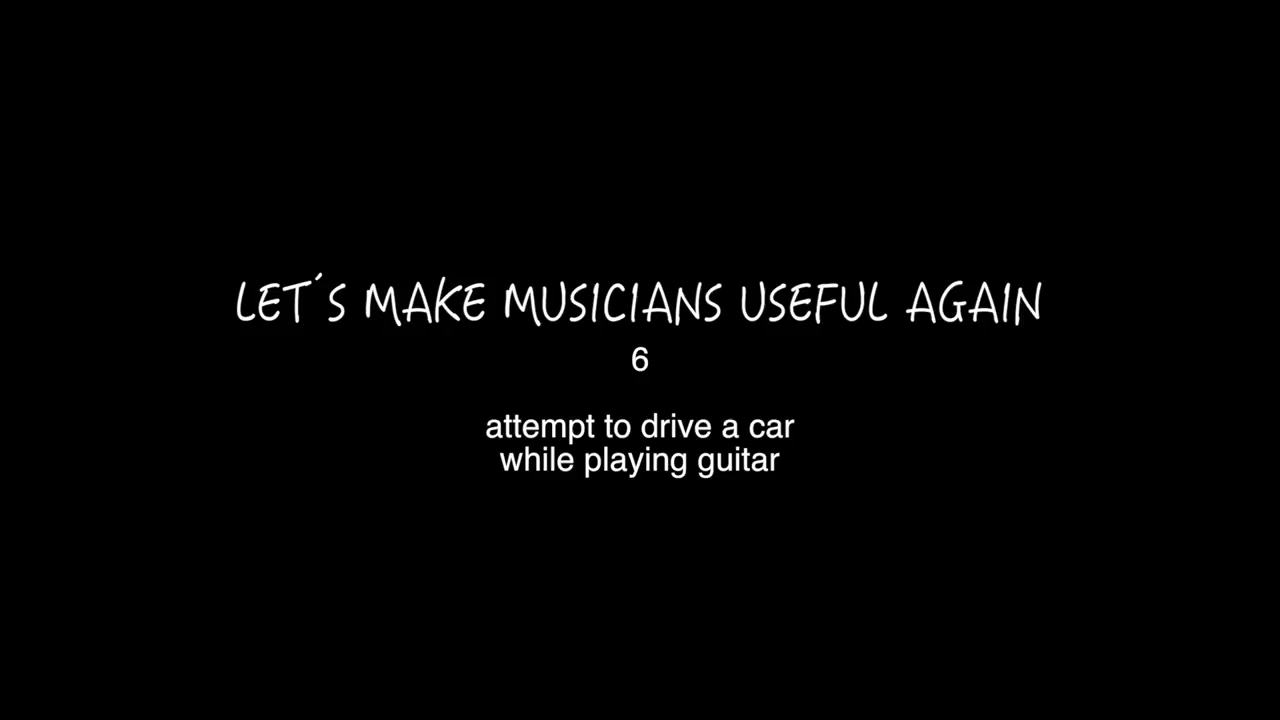 LET´S MAKE MUSICIANS USEFUL AGAIN
6
attempt to drive a car
while playing guitar